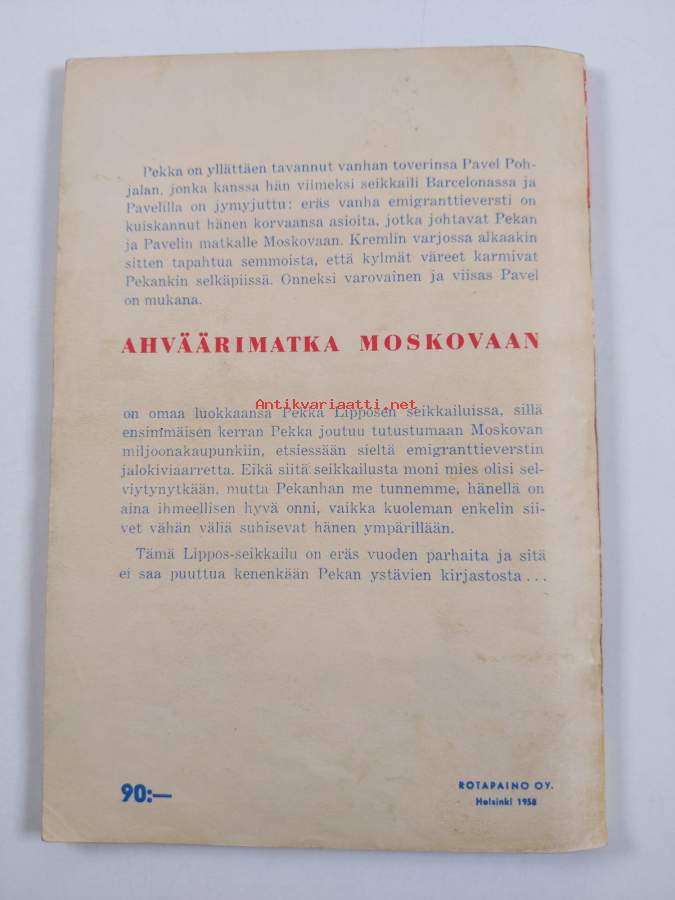 Pekka on yllättäen tavannut vanhan toverinsa Pavel Poh-
jalan, jonka kanssa hän viimeksi seikkaili Barcelonassa ja
Pavelilla on jymyjuttu: eräs vanha emigranttieversti on
kuiskannut hänen korvaansa asioita, jotka johtavat Pekan
ja Pavelin matkalle Moskovaan. Kremlin varjossa alkaakin
sitten tapahtua semmoista, että kylmät väreet karmivat
Pekankin selkäpiissä. Onneksi varovainen ja viisas Pavel
on mukana.
AHVÄÄRIMATKA MOSKOVAAN
Antikvariaatti.net
on omaa luokkaansa Pekka Lipposen seikkailuissa, sillä
ensimmäisen kerran Pekka joutuu tutustumaan Moskovan
miljoonakaupunkiin, etsiessään sieltä emigranttieverstin
jalokiviaarretta. Eikä siitä seikkailusta moni mies olisi sel-
viytynytkään, mutta Pekanhan me tunnemme, hänellä on
aina ihmeellisen hyvä onni, vaikka kuoleman enkelin sii-
vet vähän väliä suhisevat hänen ympärillään.
Tämä Lippos-seikkailu on eräs vuoden parhaita ja sitä
ei saa puuttua kenenkään Pekan ystävien kirjastosta...
90:—
ROTAPAINO OY.
Helsinki 1958